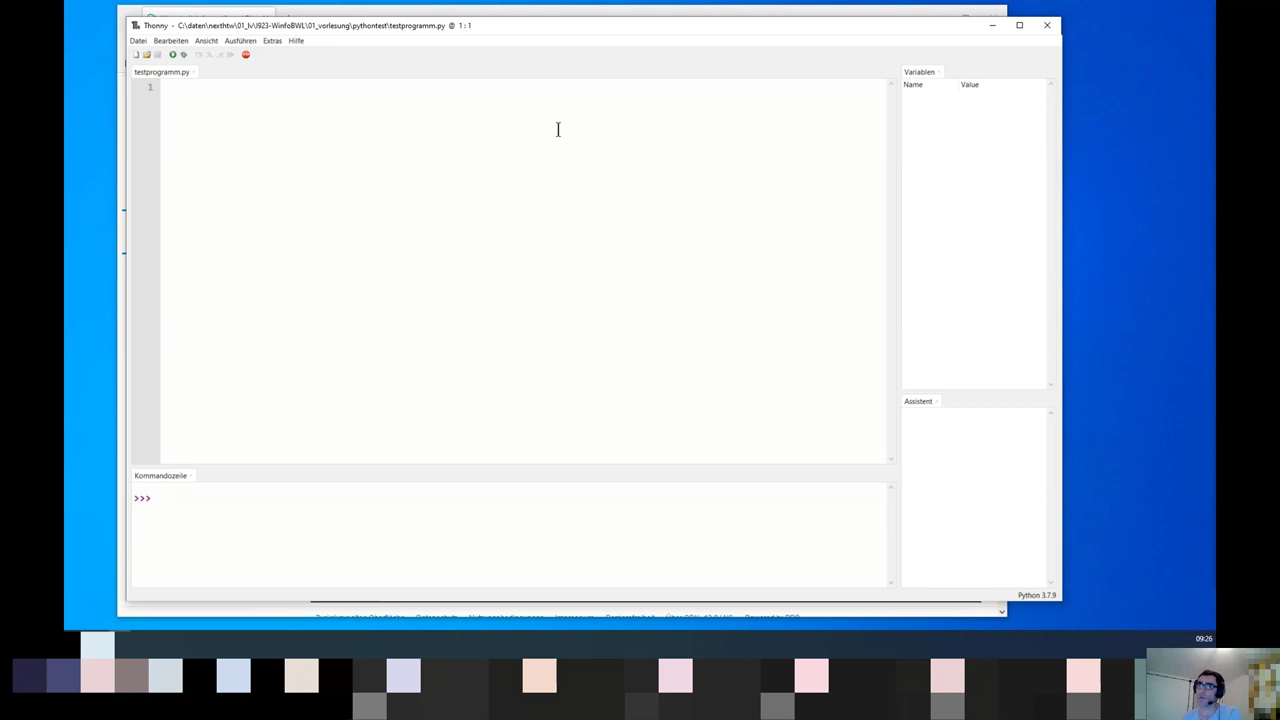 Thonny - C:\daten\nexthtw\01_lv\I923-WinfoBWL\01_vorlesung\pythontest\testprogramm.py @ 1 : 1
Datei Bearbeiten Ansicht Ausführen Extras Hilfe
testprogramm.py
1
Variablen
Name Value
Assistent
Kommandozeile
>>>
Python 3.7.9
09:26